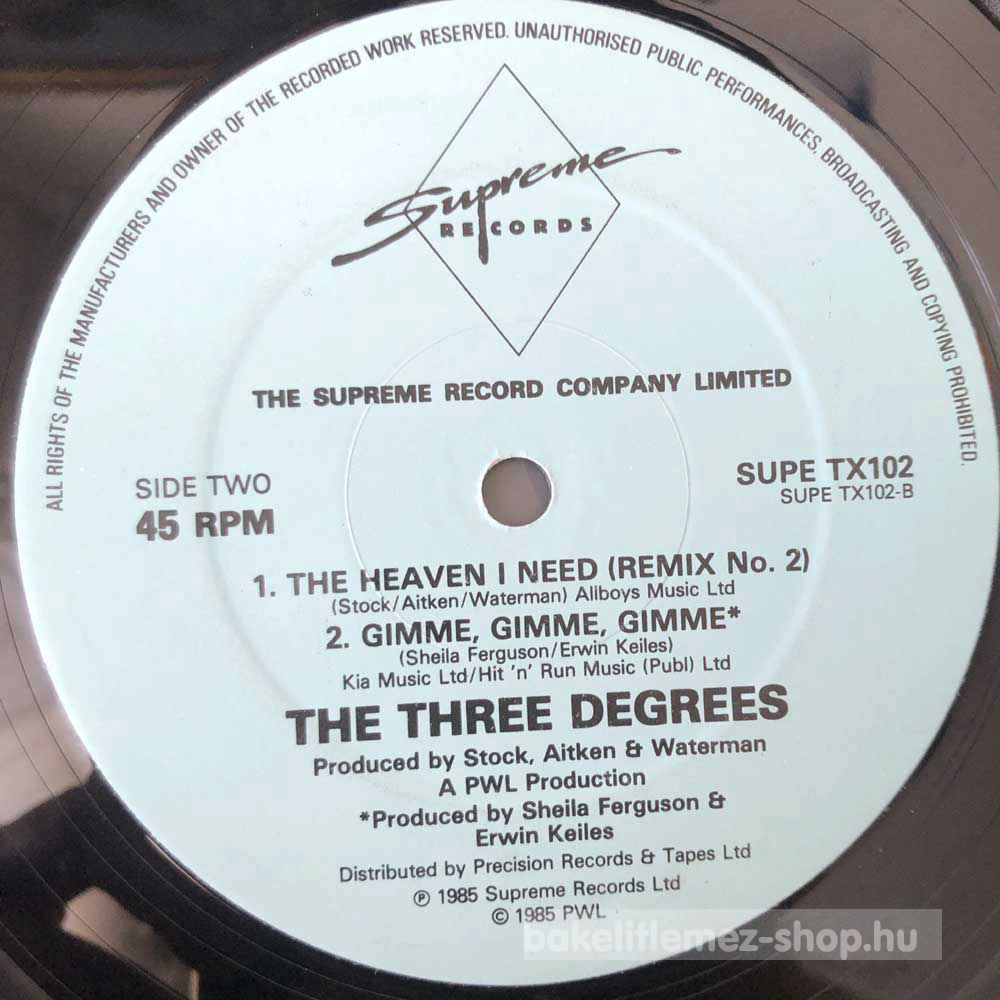 ALL RIGHTS OF THE MANUFACTURERS AND OWNER OF THE RECORDED WORK RESERVED. UNAUTHORISED PUBLIC PERFORMANCES, BROADCASTING AND COPYING PROHIBITED.
Supreme
RECORDS
THE SUPREME RECORD COMPANY LIMITED
SIDE TWO
45 RPM
SUPE TX102
SUPE TX102-B
1. THE HEAVEN I NEED (REMIX No. 2)
(Stock/Aitken/Waterman) Allboys Music Ltd
2. GIMME, GIMME, GIMME*
(Sheila Ferguson/Erwin Keiles)
Kia Music Ltd/Hit 'n' Run Music (Publ) Ltd
THE THREE DEGREES
Produced by Stock, Aitken & Waterman
A PWL Production
*Produced by Sheila Ferguson &
Erwin Keiles
Distributed by Precision Records & Tapes Ltd
℗ 1985 Supreme Records Ltd
© 1985 PWL
bakelitlemez-shop.hu